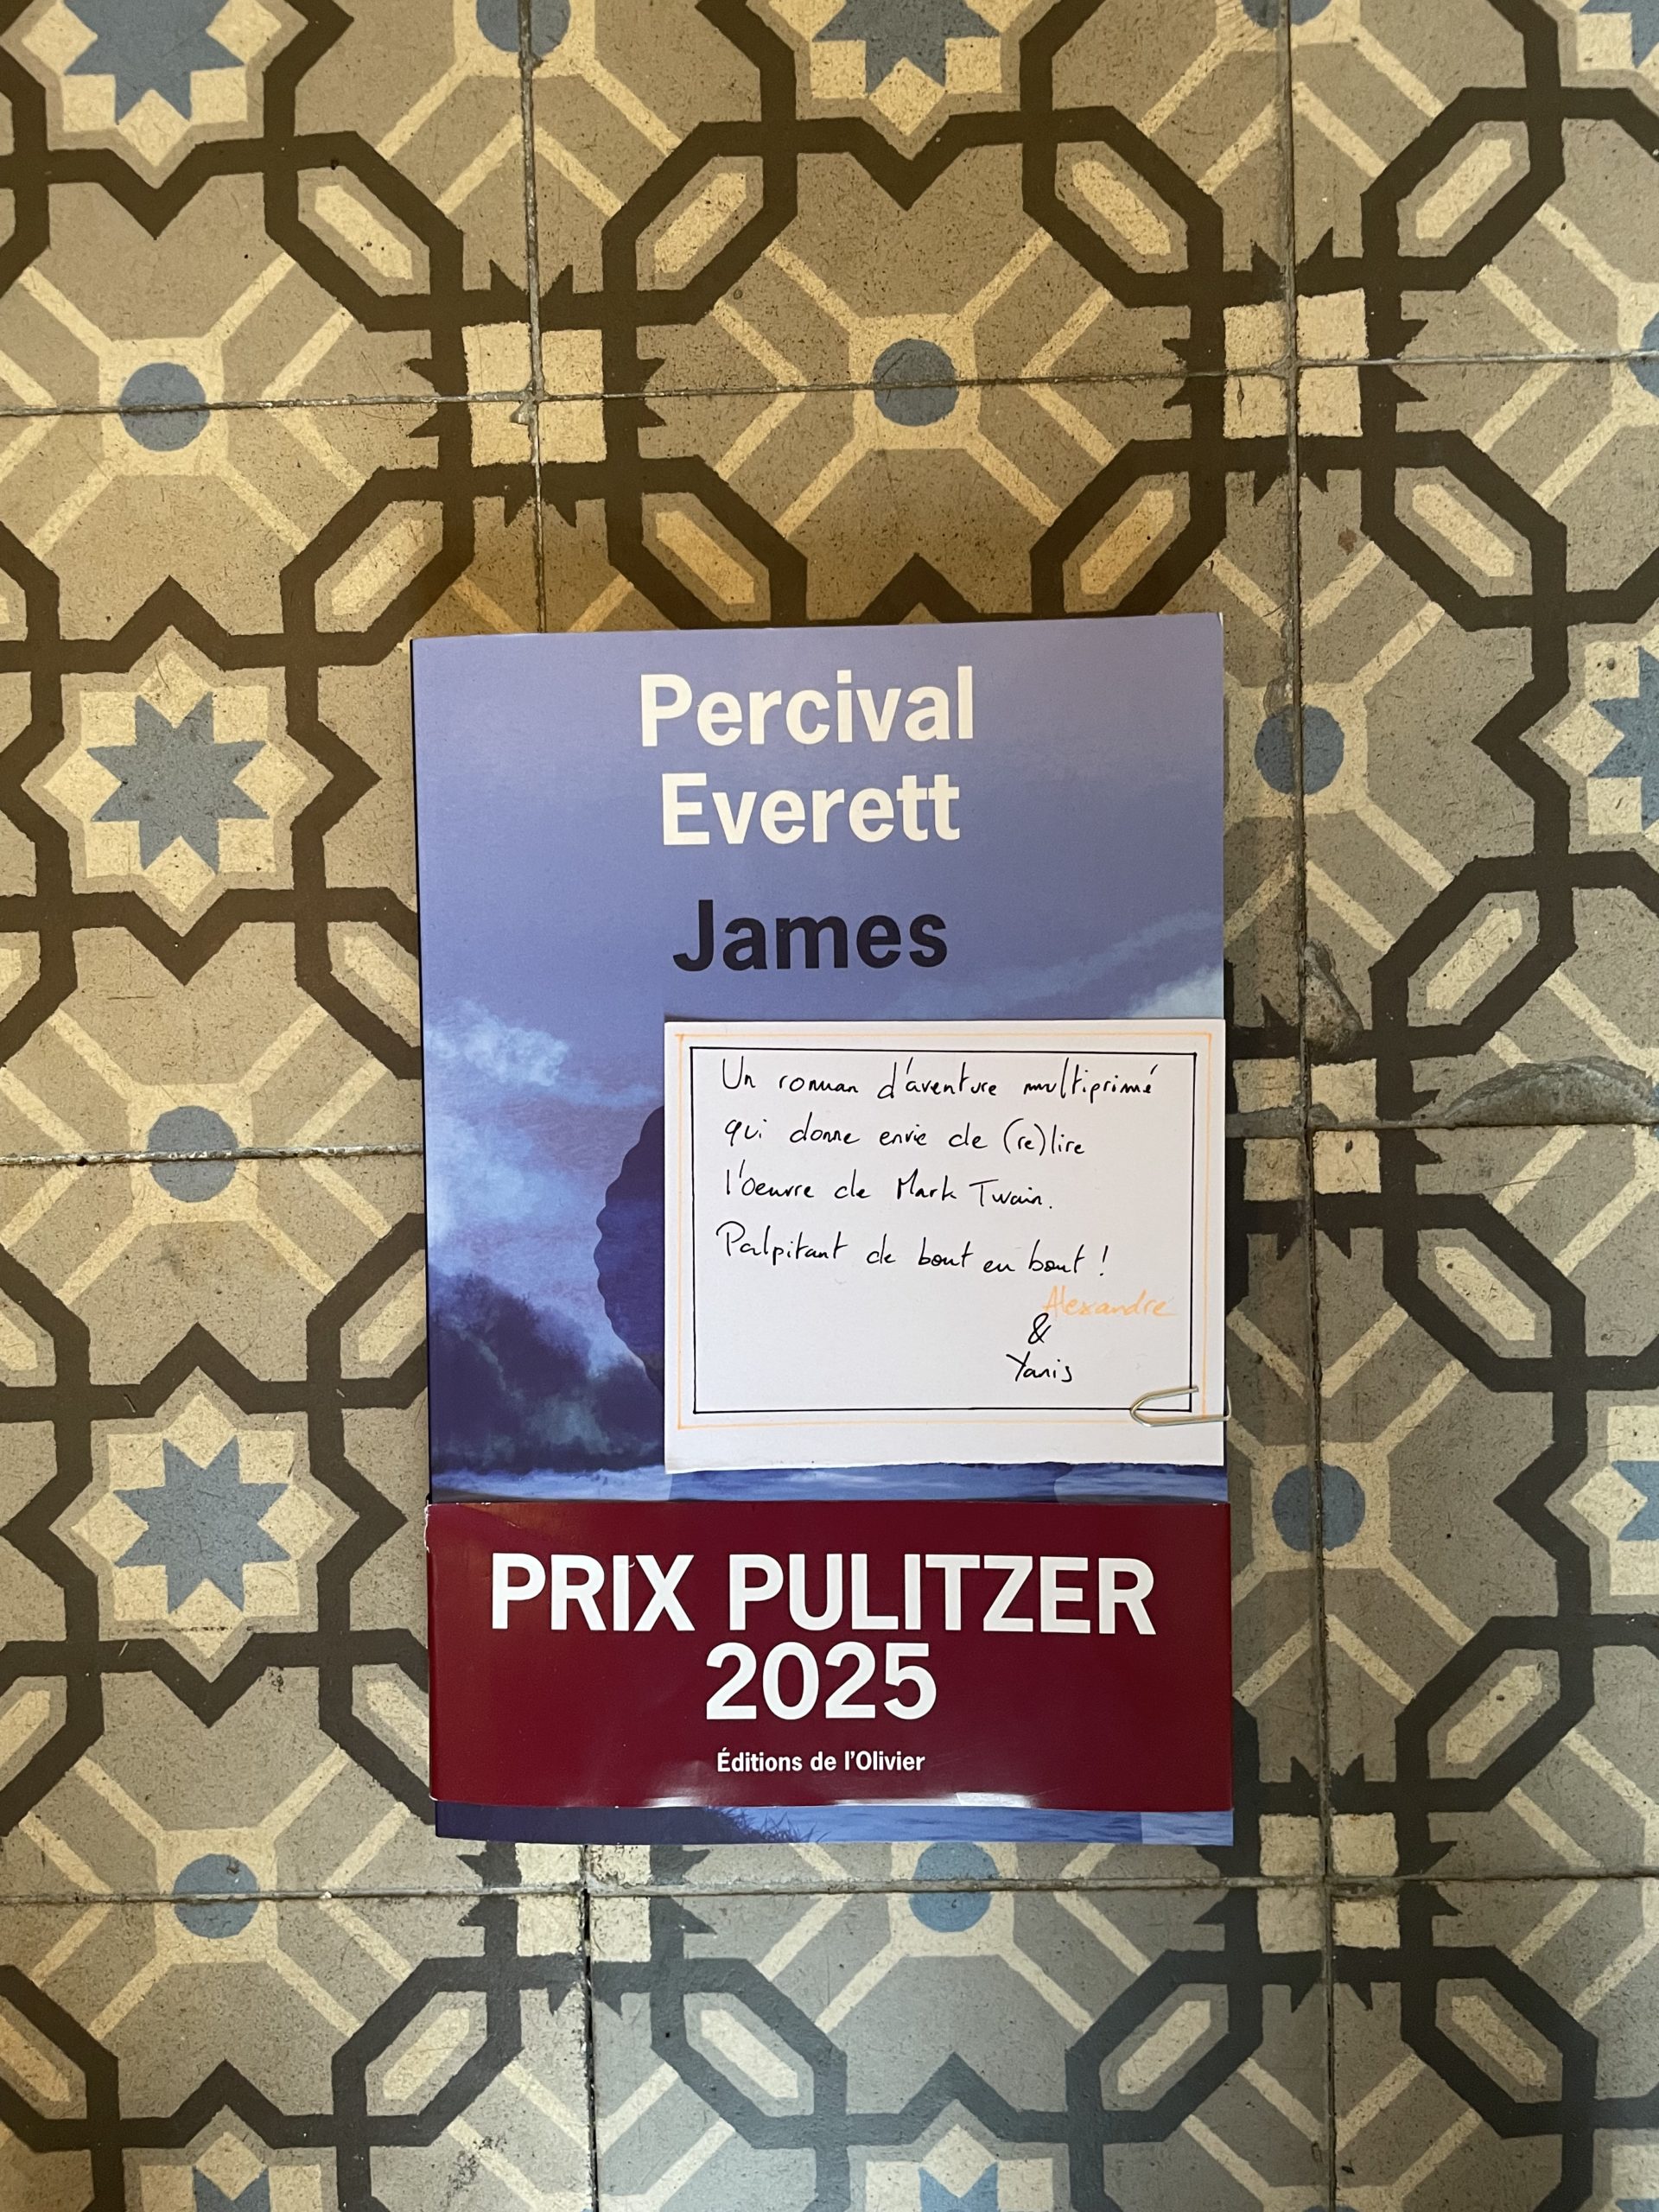 Percival
Everett
James
Un roman d'aventure multiprimé
qui donne envie de (re)lire
l'oeuvre de Mark Twain.
Palpitant de bout en bout !
Alexandre
&
Yanis
PRIX PULITZER
2025
Éditions de l'Olivier